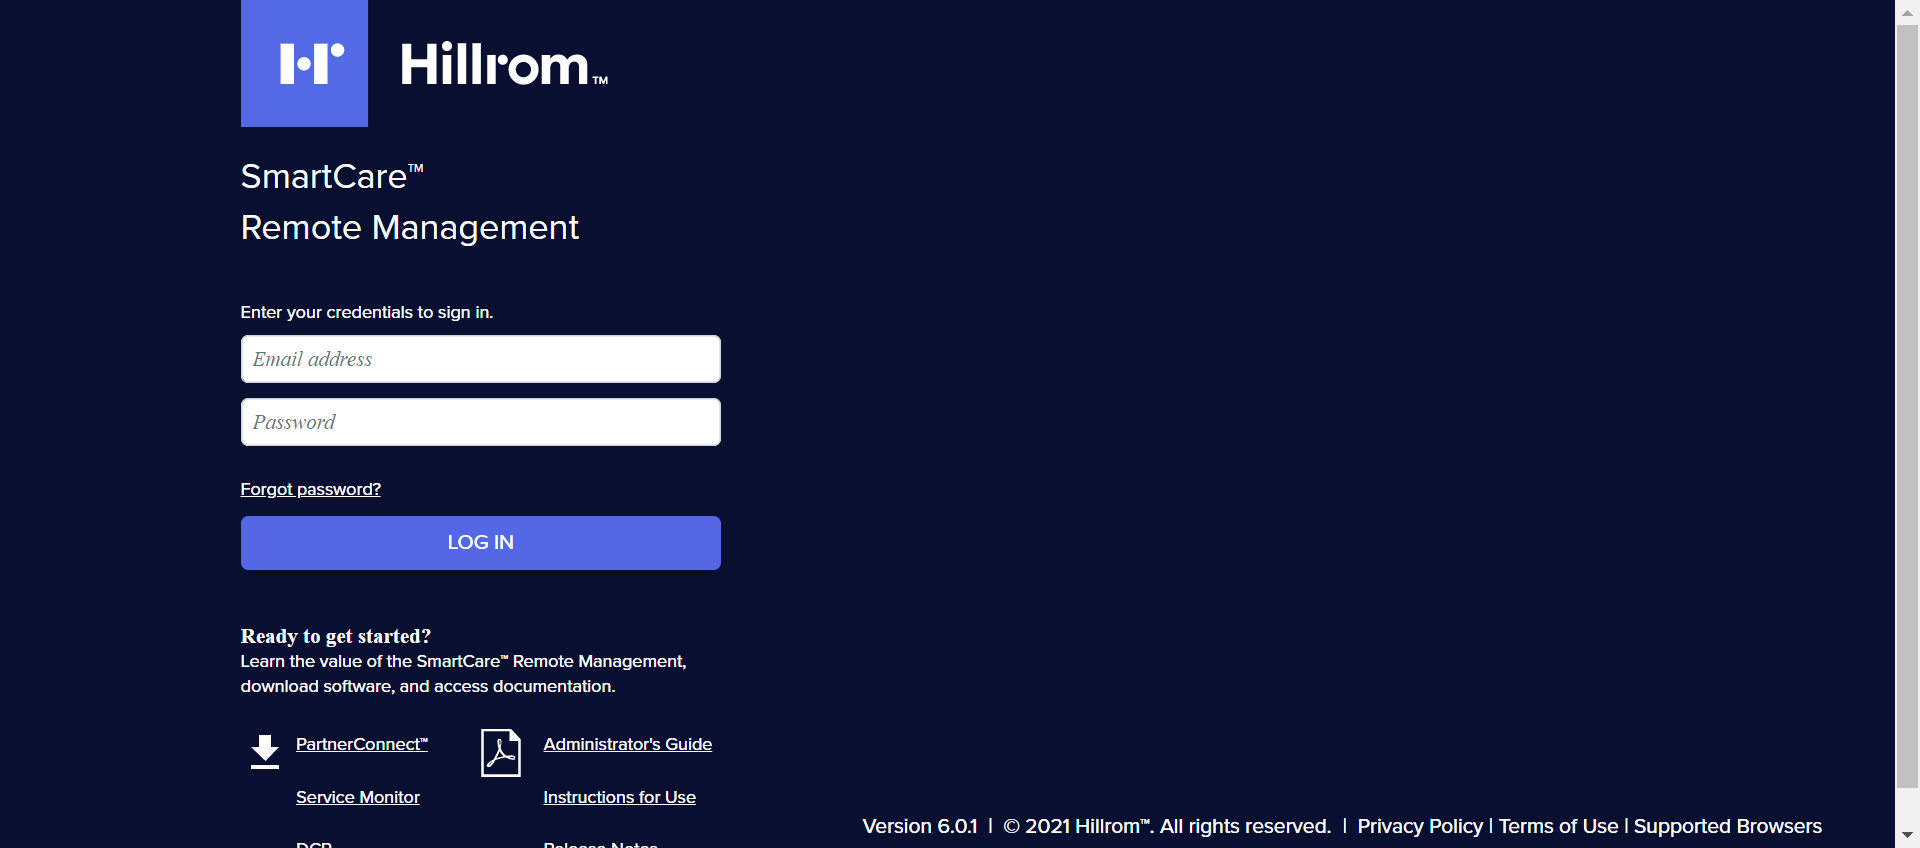 Hillrom™
SmartCare™
Remote Management
Enter your credentials to sign in.
Email address
Password
Forgot password?
LOG IN
Ready to get started?
Learn the value of the SmartCare™ Remote Management,
download software, and access documentation.
PartnerConnect™
Administrator's Guide
Service Monitor
Instructions for Use
DCP
Release Notes
Version 6.0.1 | © 2021 Hillrom™. All rights reserved. | Privacy Policy | Terms of Use | Supported Browsers